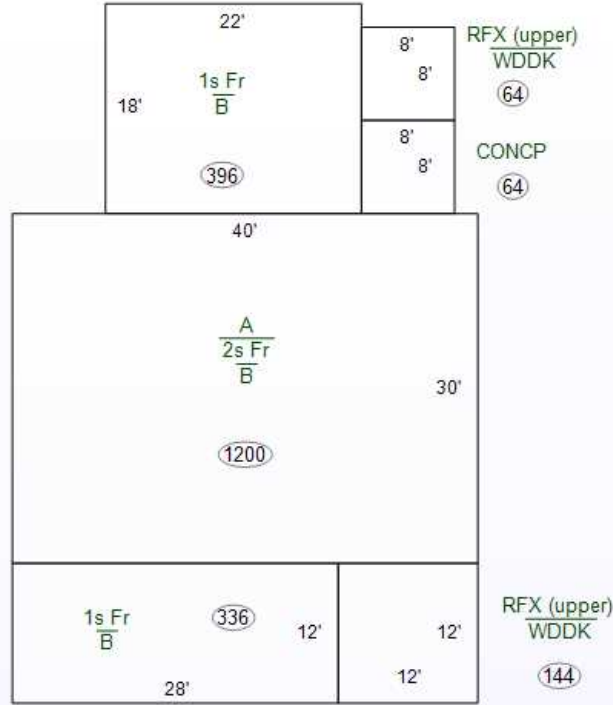 22'
1s Fr
B
18'
396
8'
8'
RFX (upper)
WDDK
64
8'
8'
CONCP
64
40'
A
2s Fr
B
30'
1200
1s Fr
B
336
12'
28'
12'
12'
RFX (upper)
WDDK
144